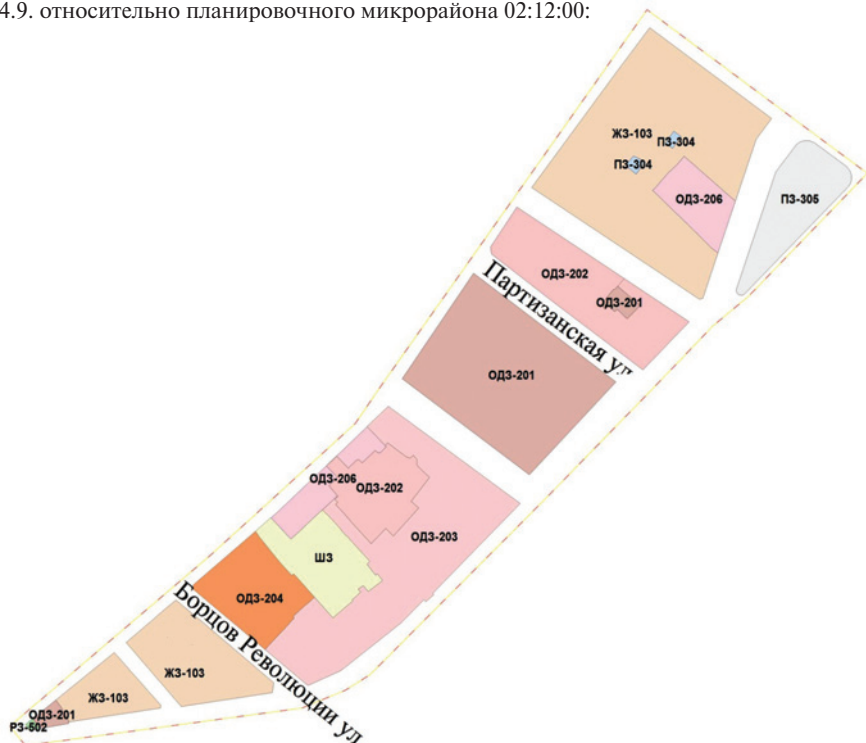 4.9. относительно планировочного микрорайона 02:12:00:
ЖЗ-103
ПЗ-304
ПЗ-304
ОДЗ-206
ПЗ-305
ОДЗ-202
ОДЗ-201
Партизанская ул.
ОДЗ-201
ОДЗ-206
ОДЗ-202
ОДЗ-203
ШЗ
ОДЗ-204
Борцов Революции ул.
ЖЗ-103
ЖЗ-103
ОДЗ-201
РЗ-502